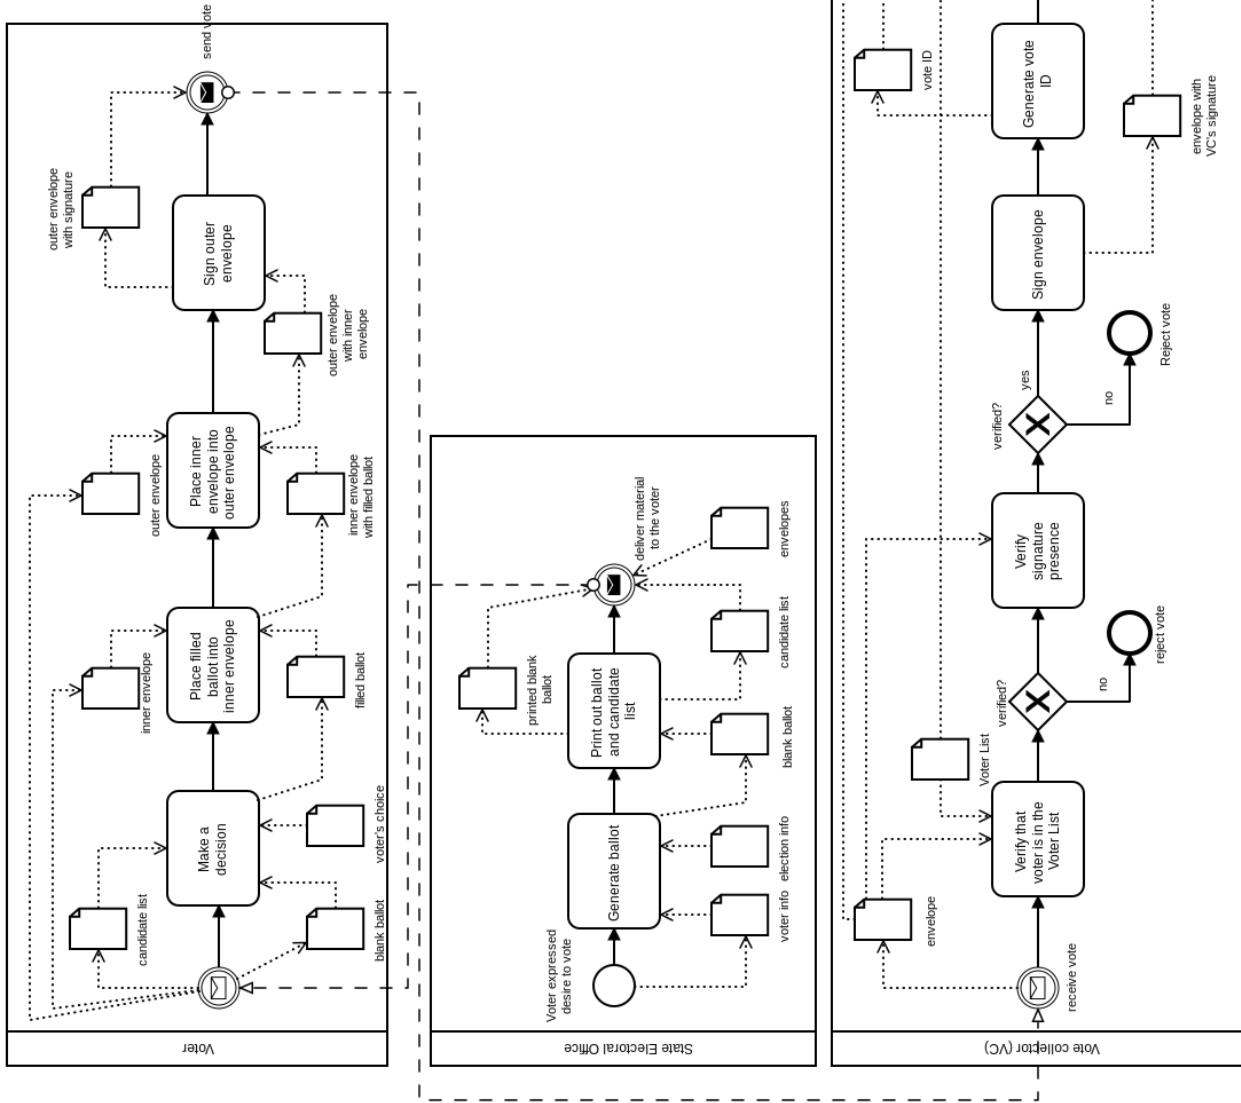 send vote
outer envelope
with signature
Sign outer
envelope
outer envelope
with inner
envelope
outer envelope
Place inner
envelope into
outer envelope
inner envelope
with filled ballot
inner envelope
Place filled
ballot into
inner envelope
filled ballot
candidate list
Make a
decision
voter's choice
blank ballot
Voter
deliver material
to the voter
envelopes
candidate list
printed blank
ballot
Print out ballot
and candidate
list
blank ballot
Generate ballot
election info
voter info
Voter expressed
desire to vote
State Electoral Office
vote ID
Generate vote
ID
envelope with
VC's signature
Sign envelope
Reject vote
yes
no
verified?
Verify
signature
presence
reject vote
no
verified?
Voter List
Verify that
voter is in the
Voter List
envelope
receive vote
Vote collector (VC)